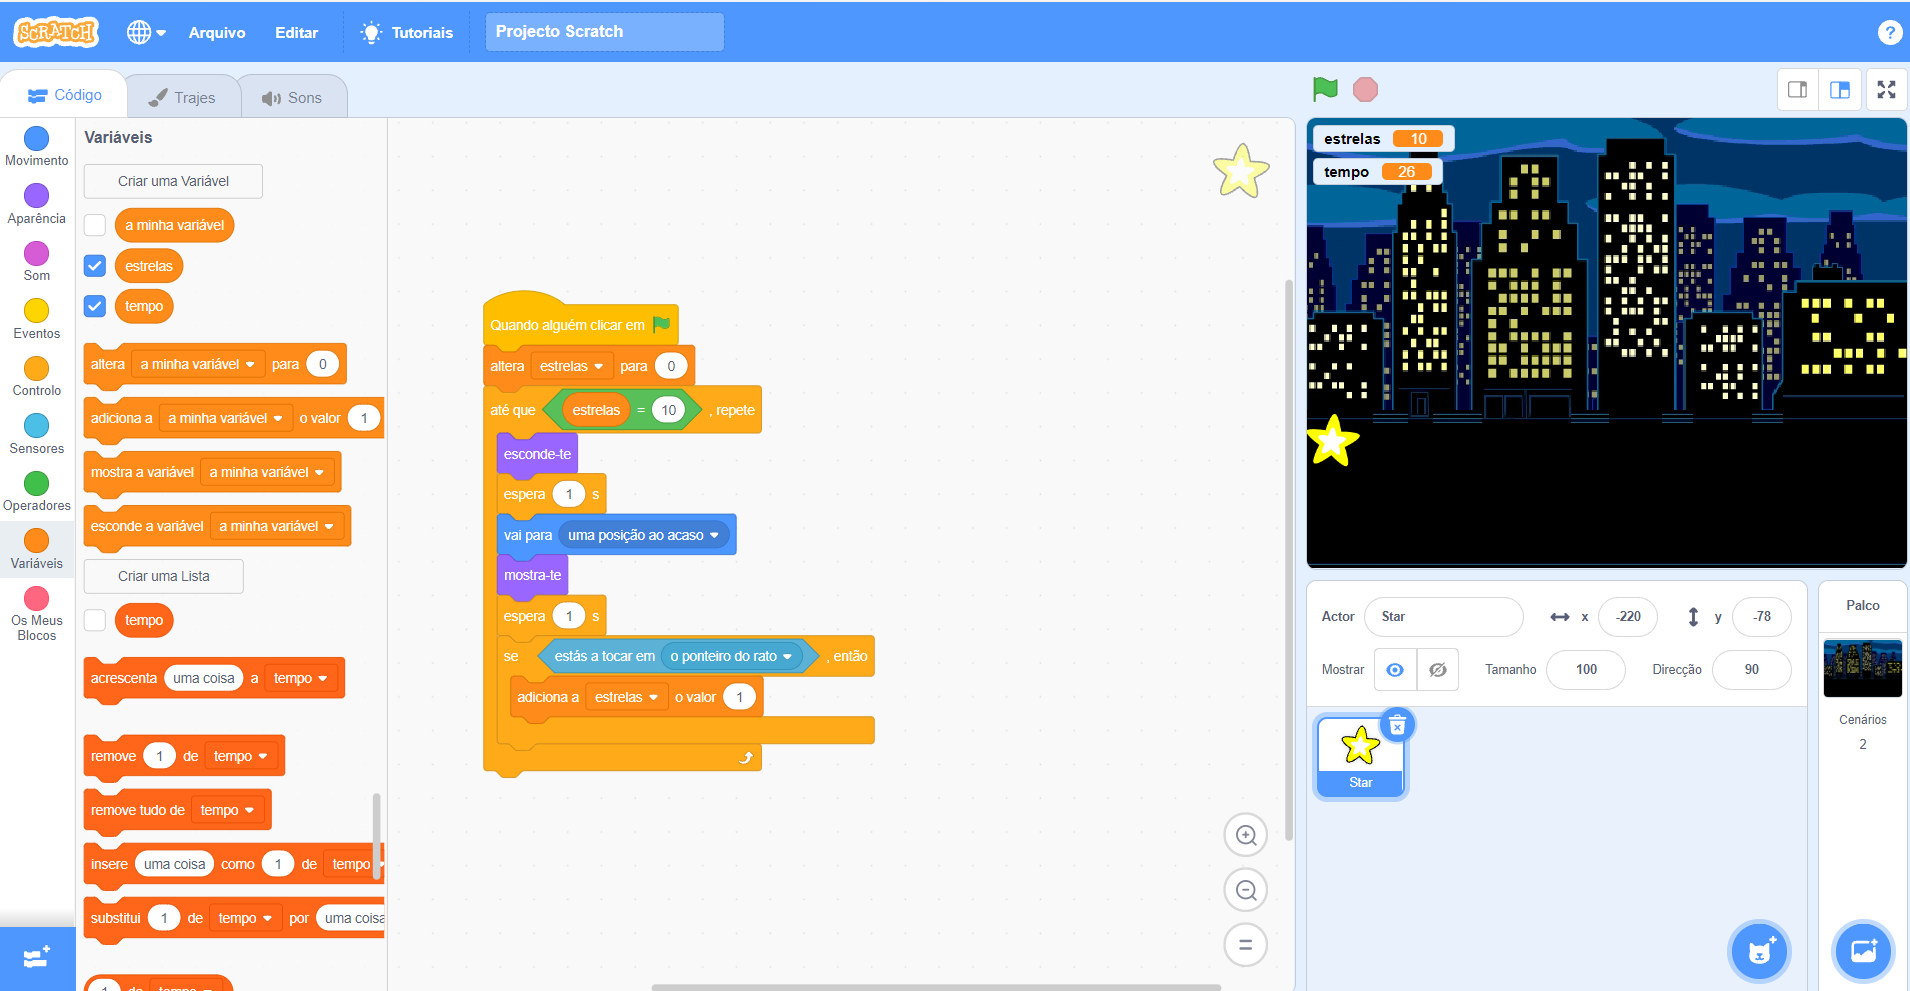 SCRATCH
Arquivo
Editar
Tutoriais
Projecto Scratch
?
Código
Trajes
Sons
Movimento
Aparência
Som
Eventos
Controlo
Sensores
Operadores
Variáveis
Os Meus
Blocos
Variáveis
Criar uma Variável
a minha variável
estrelas
tempo
altera a minha variável para 0
adiciona a a minha variável o valor 1
mostra a variável a minha variável
esconde a variável a minha variável
Criar uma Lista
tempo
acrescenta uma coisa a tempo
remove 1 de tempo
remove tudo de tempo
insere uma coisa como 1 de tempo
substitui 1 de tempo por uma coisa
Quando alguém clicar em
altera estrelas para 0
até que estrelas = 10 , repete
esconde-te
espera 1 s
vai para uma posição ao acaso
mostra-te
espera 1 s
se estás a tocar em o ponteiro do rato , então
adiciona a estrelas o valor 1
estrelas 10
tempo 26
Actor Star x -220 y -78
Mostrar Tamanho 100 Direcção 90
Star
Palco
Cenários
2